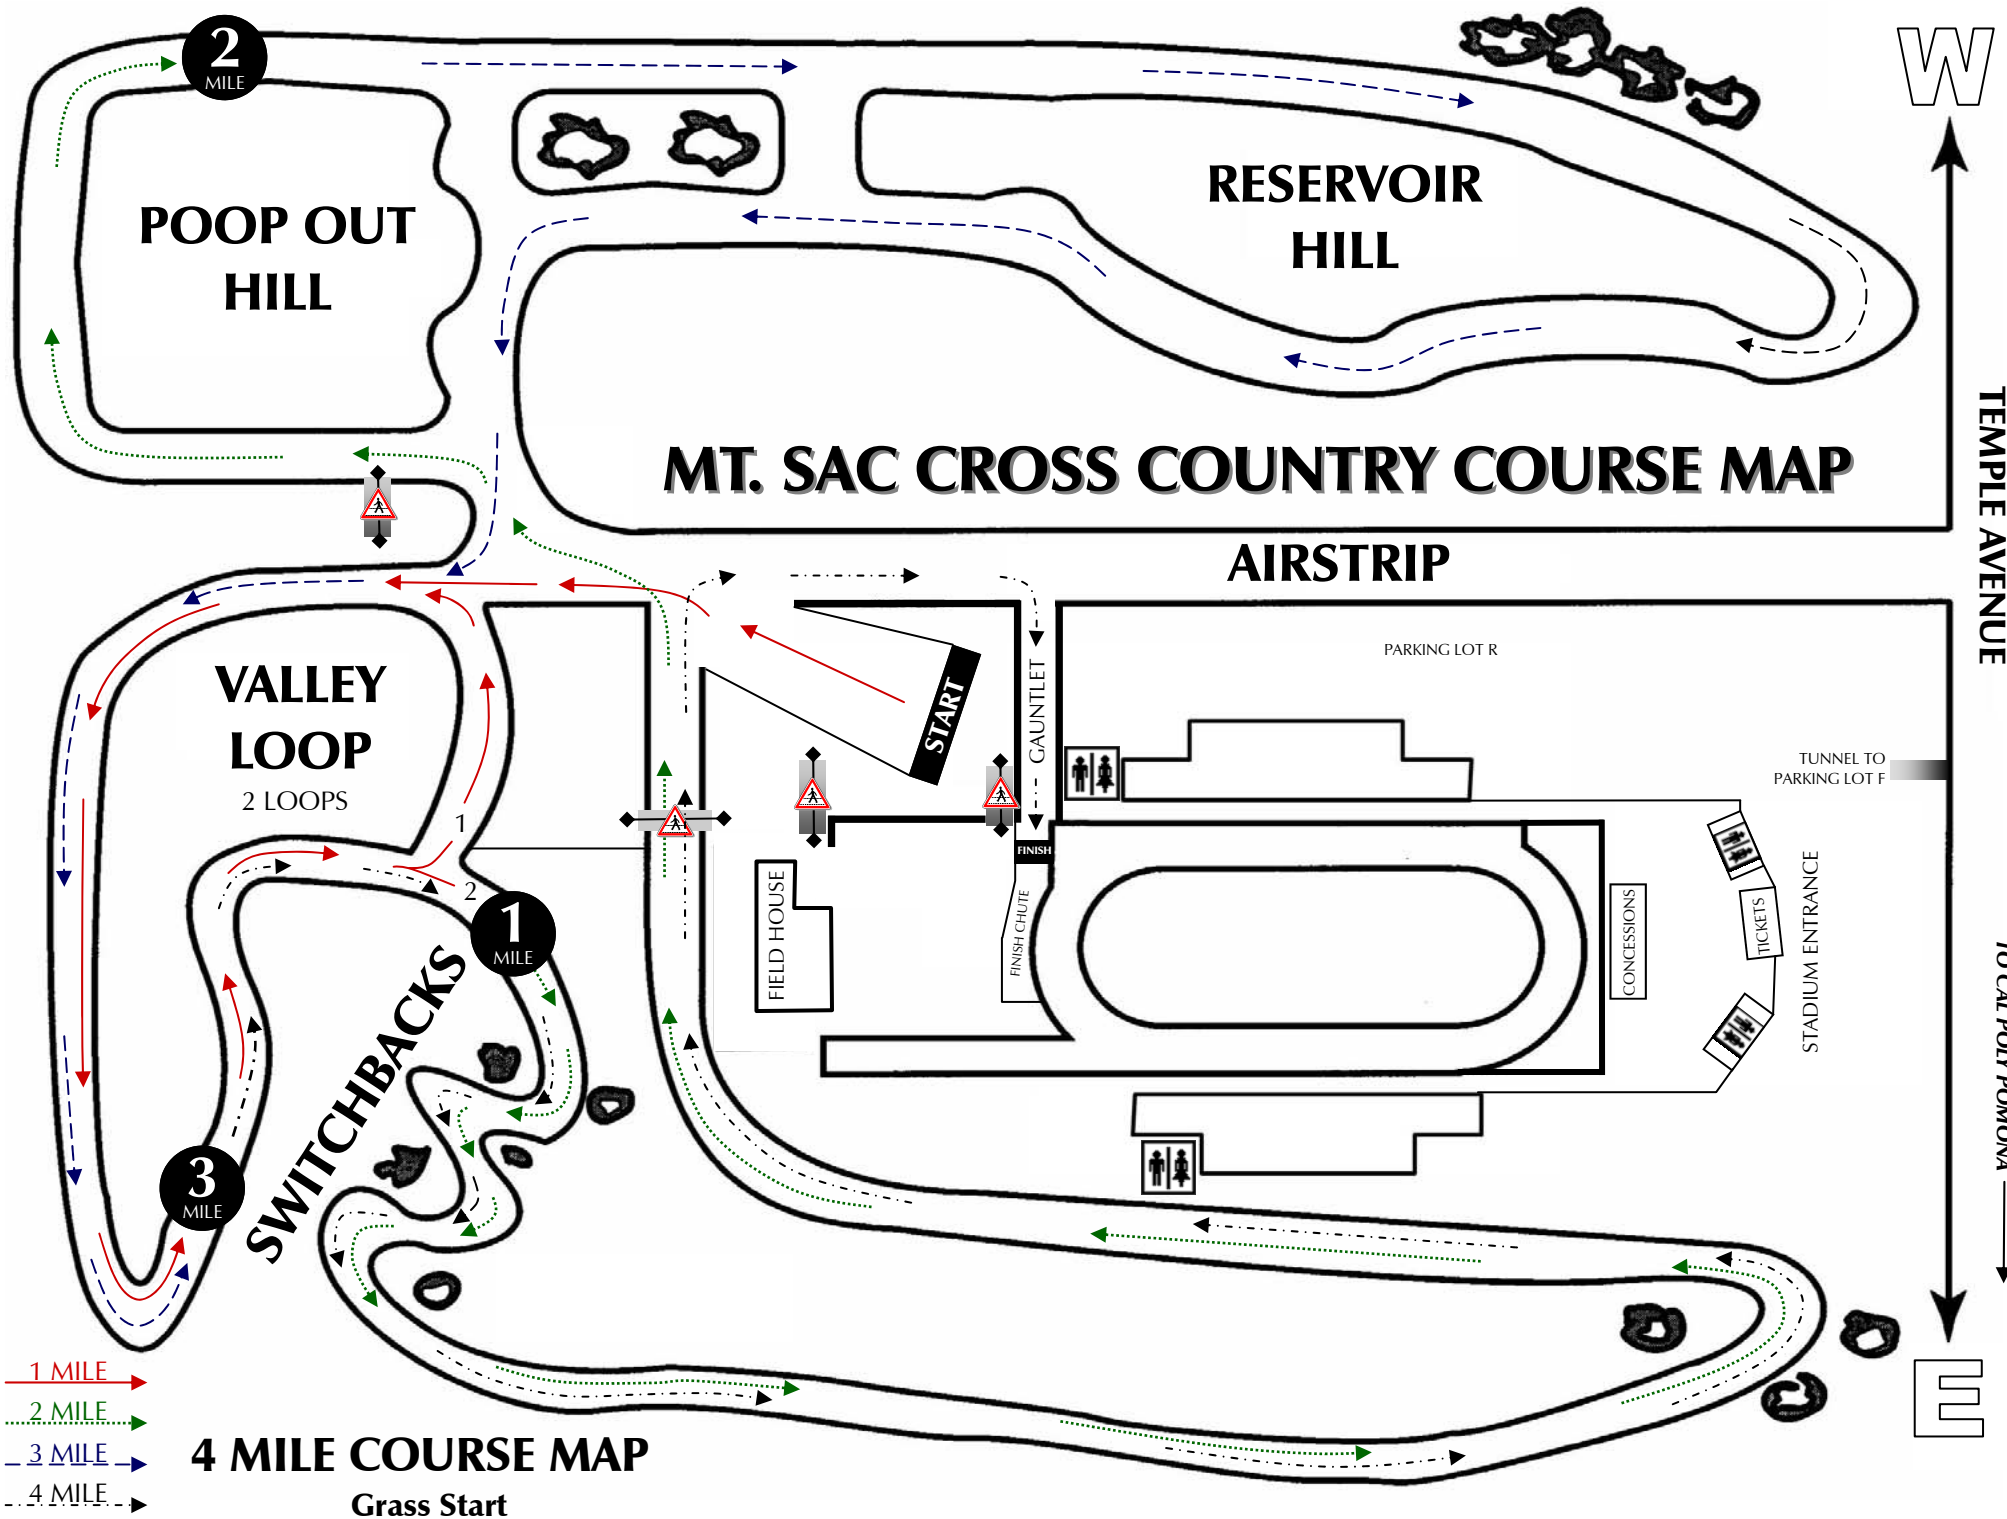 2
MILE
W
POOP OUT
HILL
RESERVOIR
HILL
MT. SAC CROSS COUNTRY COURSE MAP
TEMPLE AVENUE
AIRSTRIP
PARKING LOT R
GAUNTLET
START
VALLEY
LOOP
2 LOOPS
1
2
TUNNEL TO
PARKING LOT F
FINISH
FINISH CHUTE
FIELD HOUSE
CONCESSIONS
TICKETS
STADIUM ENTRANCE
TO CAL POLY POMONA
1
MILE
SWITCHBACKS
3
MILE
E
1 MILE
2 MILE
3 MILE
4 MILE
4 MILE COURSE MAP
Grass Start